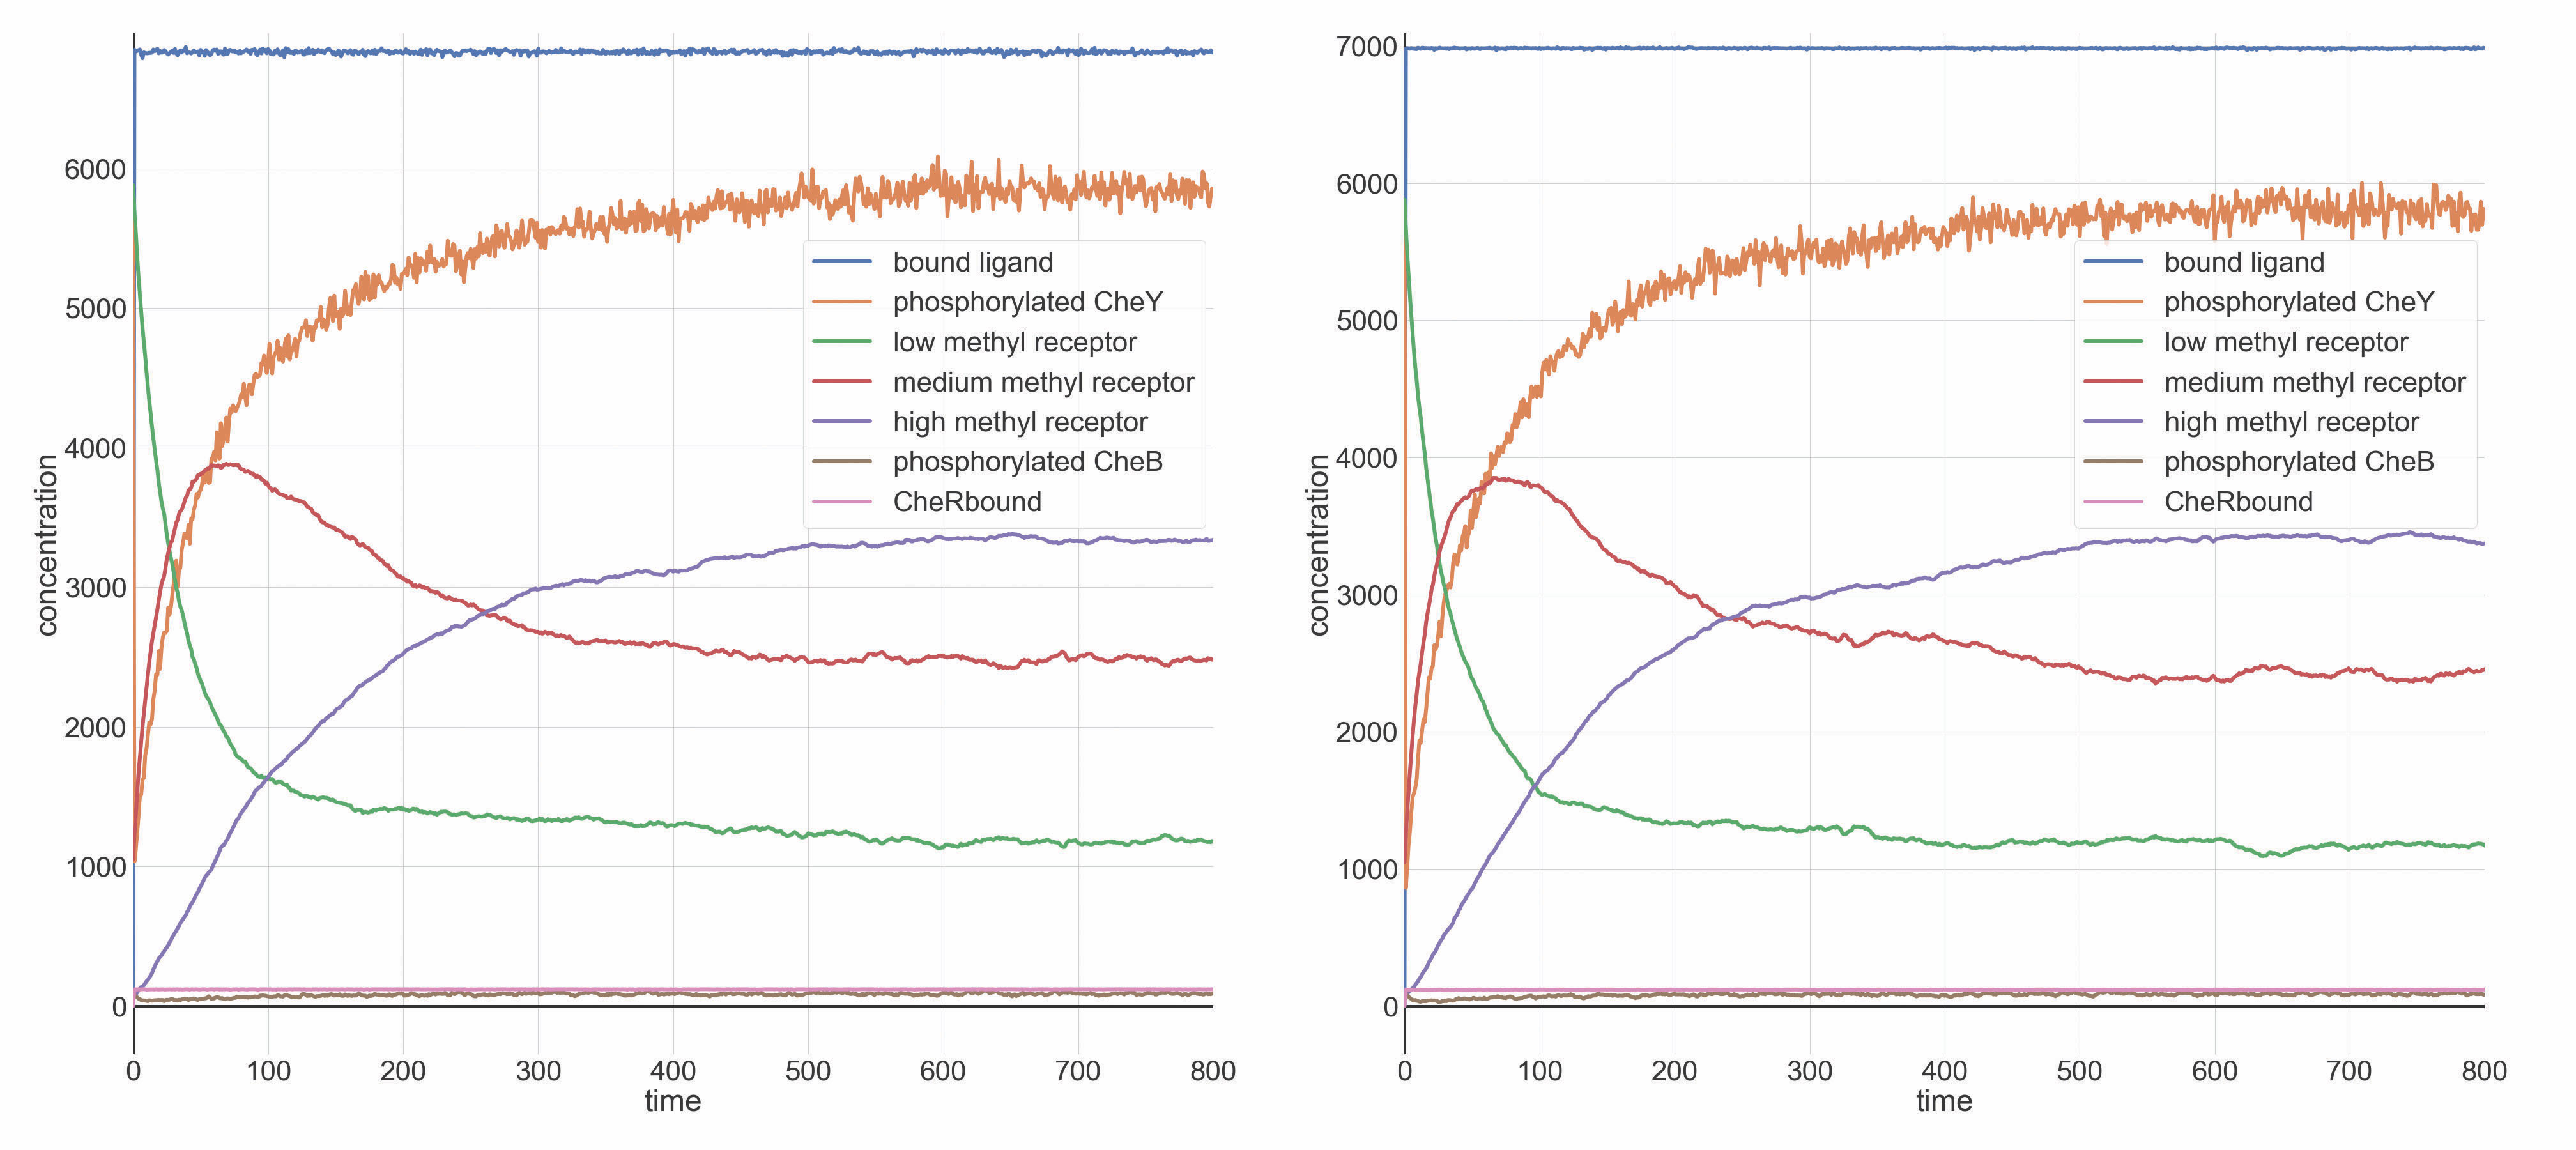 6000
5000
4000
3000
2000
1000
0
concentration
bound ligand
phosphorylated CheY
low methyl receptor
medium methyl receptor
high methyl receptor
phosphorylated CheB
CheRbound
0 100 200 300 400 500 600 700 800
time
7000
6000
5000
4000
3000
2000
1000
0
concentration
bound ligand
phosphorylated CheY
low methyl receptor
medium methyl receptor
high methyl receptor
phosphorylated CheB
CheRbound
0 100 200 300 400 500 600 700 800
time